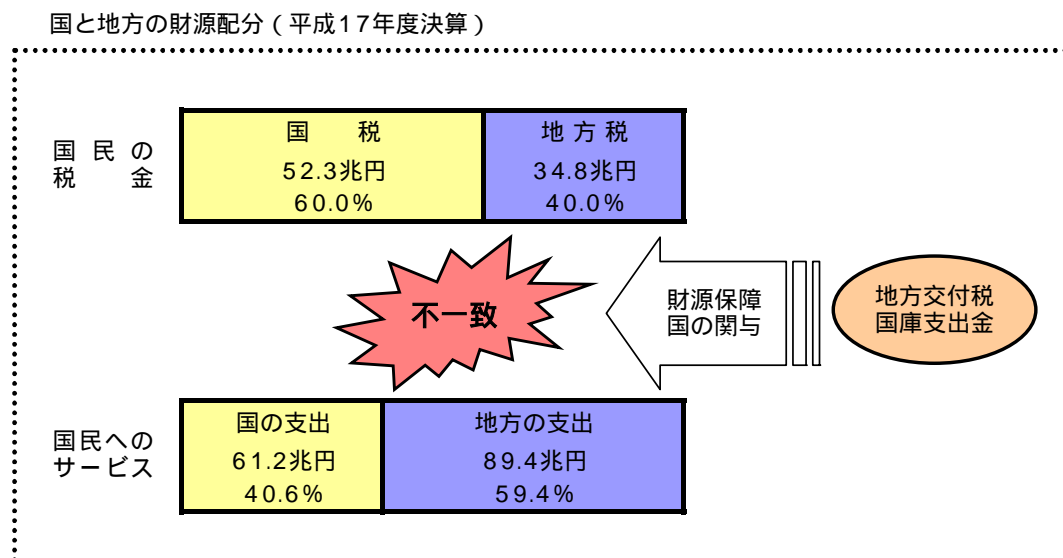 国と地方の財源配分（平成17年度決算）
国民の
税金
国税
52.3兆円
60.0%
地方税
34.8兆円
40.0%
不一致
財源保障
国の関与
地方交付税
国庫支出金
国民への
サービス
国の支出
61.2兆円
40.6%
地方の支出
89.4兆円
59.4%